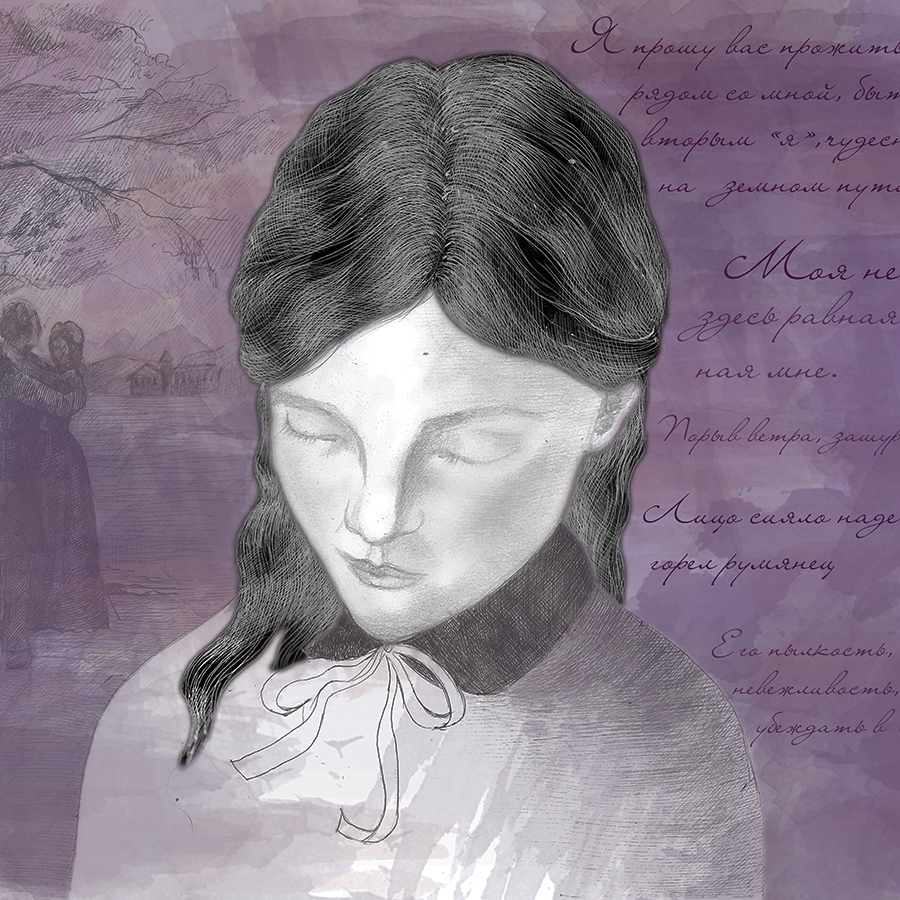 Я прошу вас прожить
рядом со мной, быт
вторым "я", чудесн
на земном пути
Моя не
здесь равная
ная мне.
Порыв ветра, зашур
Лицо сияло наде
горел румянец
Его пылкость,
невежливость,
убеждать в